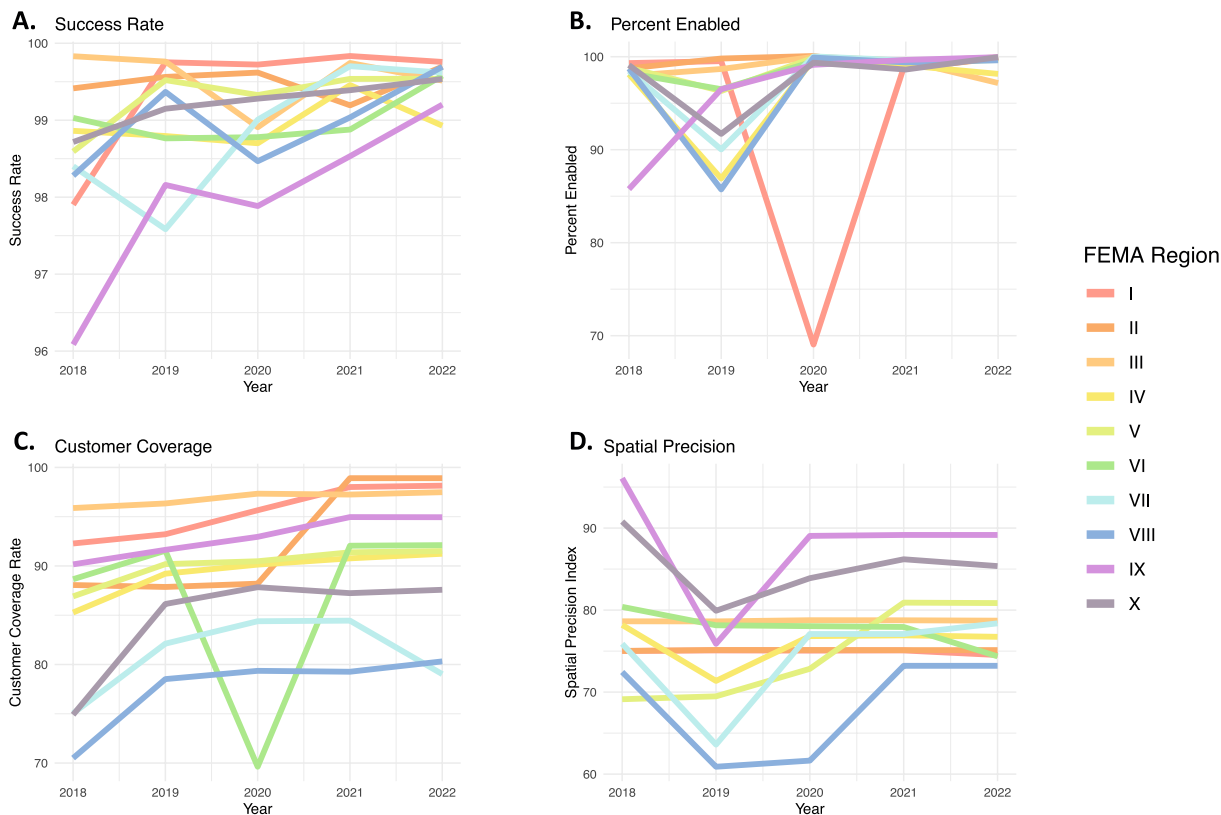 A. Success Rate
100
99
98
97
96
Success Rate
2018 2019 2020 2021 2022
Year
B. Percent Enabled
100
90
80
70
Percent Enabled
2018 2019 2020 2021 2022
Year
C. Customer Coverage
100
90
80
70
Customer Coverage Rate
2018 2019 2020 2021 2022
Year
D. Spatial Precision
90
80
70
60
Spatial Precision Index
2018 2019 2020 2021 2022
Year
FEMA Region
I
II
III
IV
V
VI
VII
VIII
IX
X